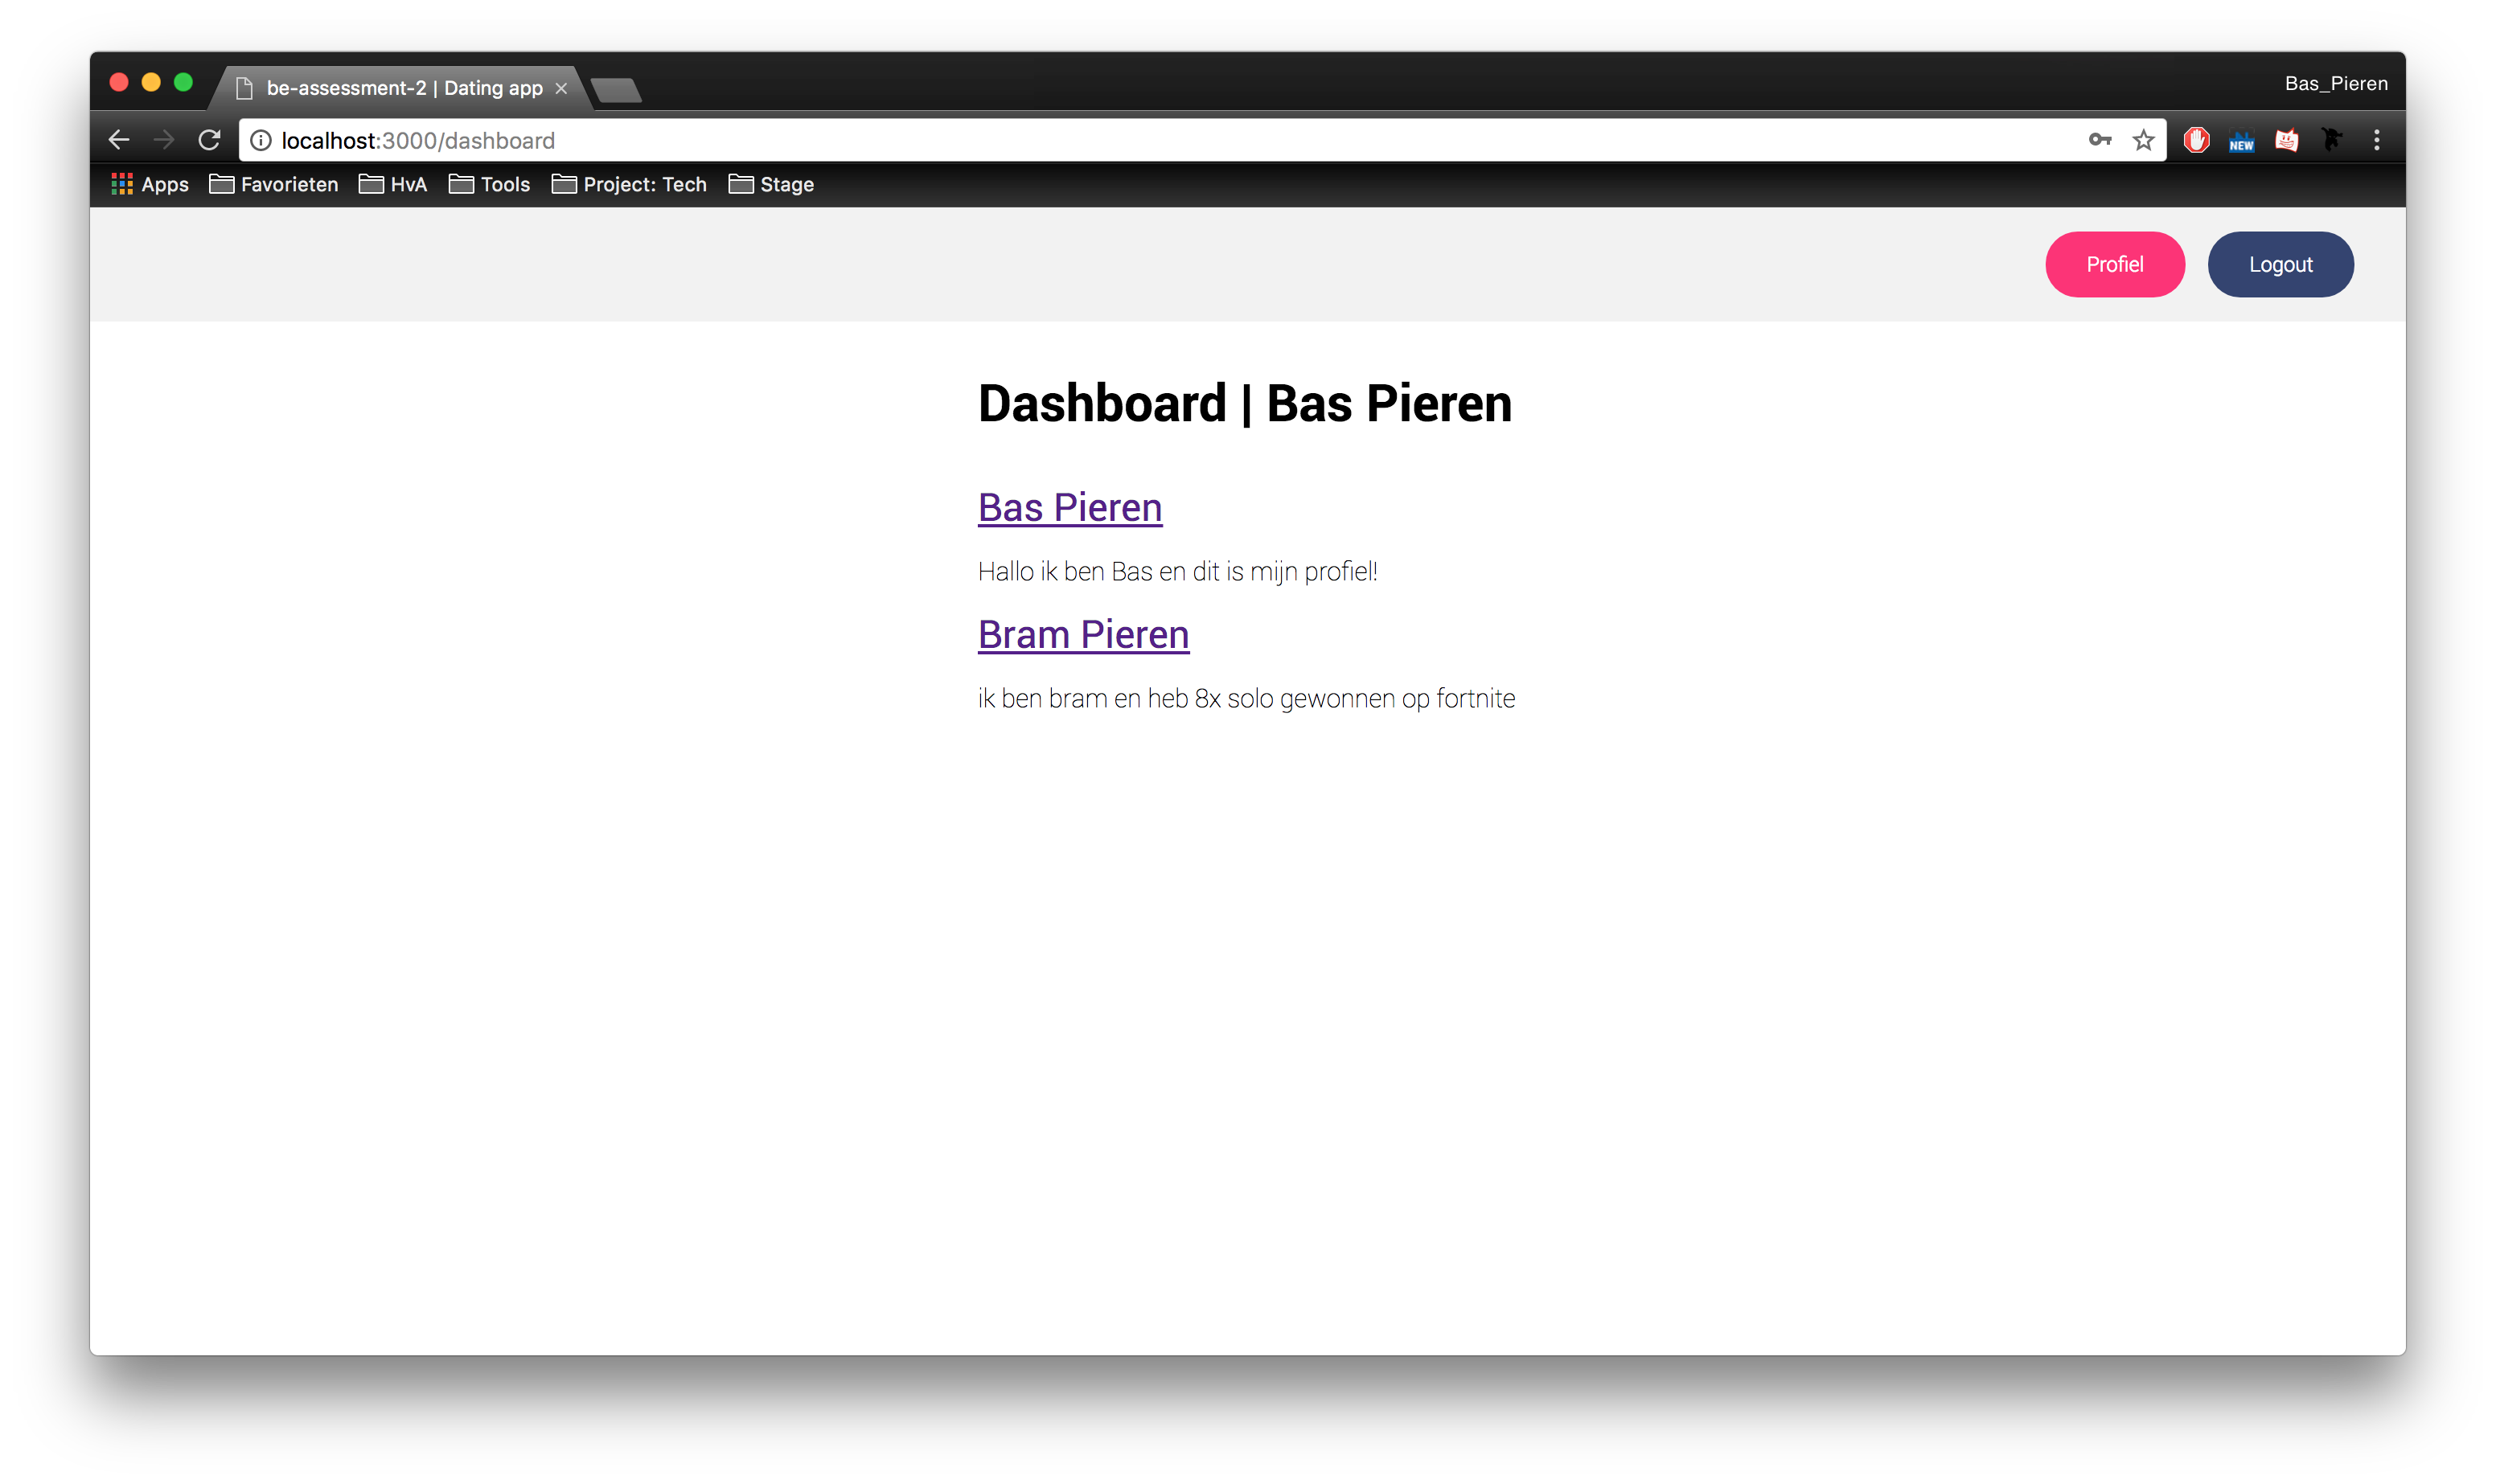 be-assessment-2 | Dating app
Bas_Pieren
localhost:3000/dashboard
NEW
Apps Favorieten HvA Tools Project: Tech Stage
Profiel Logout
Dashboard | Bas Pieren
Bas Pieren
Hallo ik ben Bas en dit is mijn profiel!
Bram Pieren
ik ben bram en heb 8x solo gewonnen op fortnite